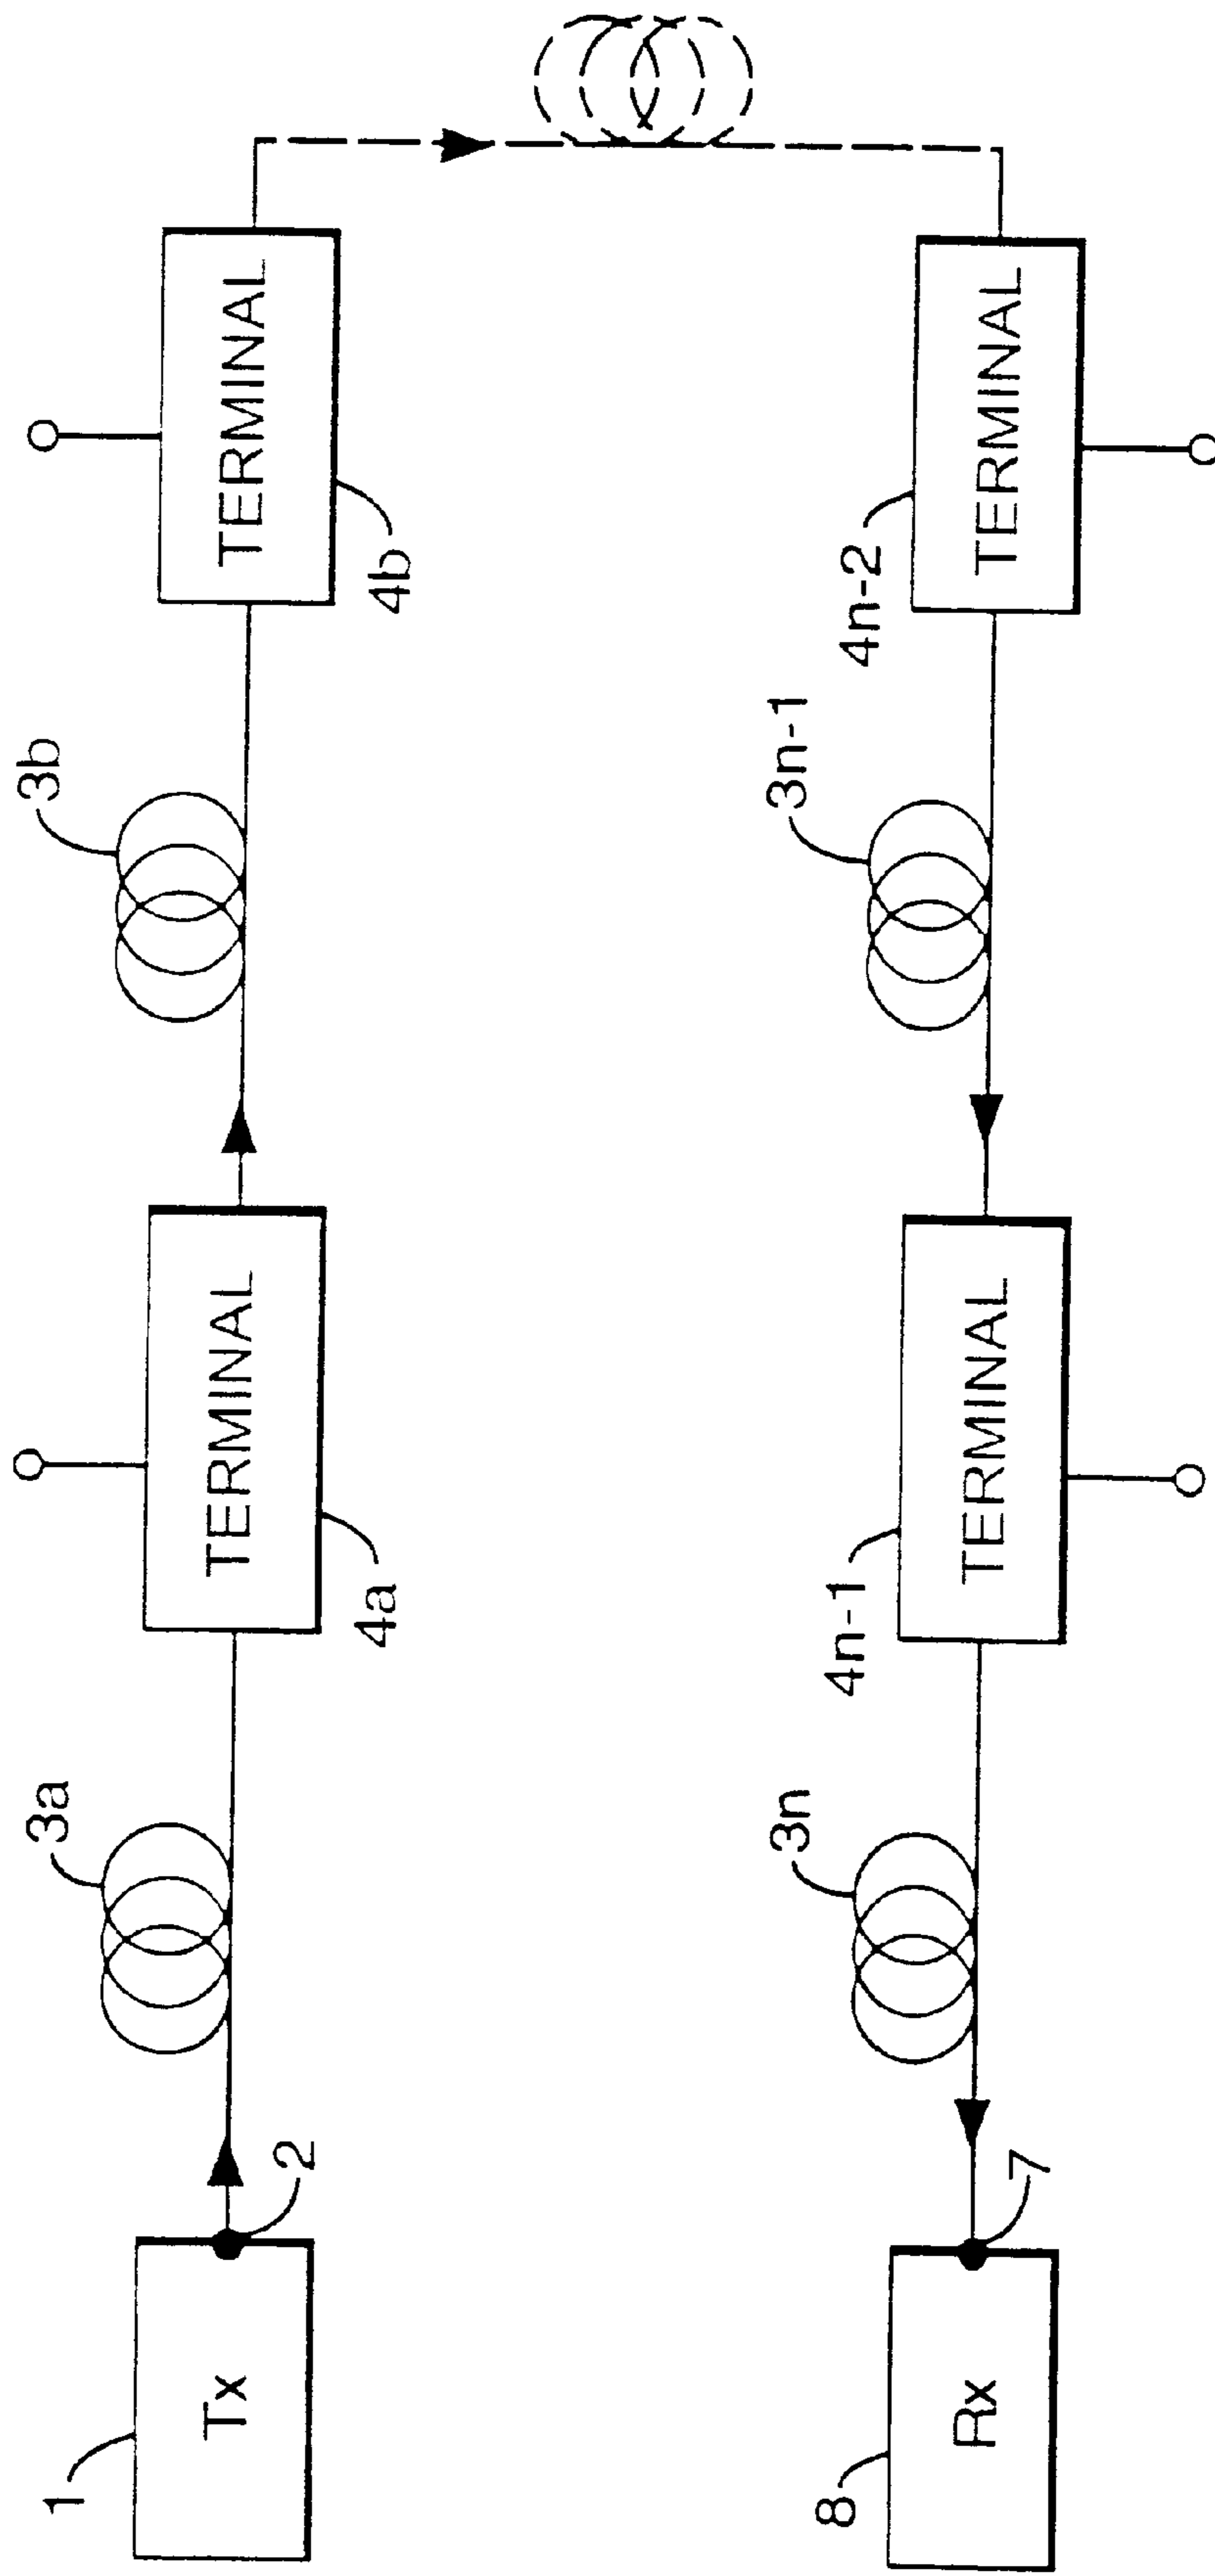 3b
3a
TERMINAL
TERMINAL
Tx
1
2
4a
4b
3n
3n-1
4n-1
4n-2
8
Rx
TERMINAL
TERMINAL
7